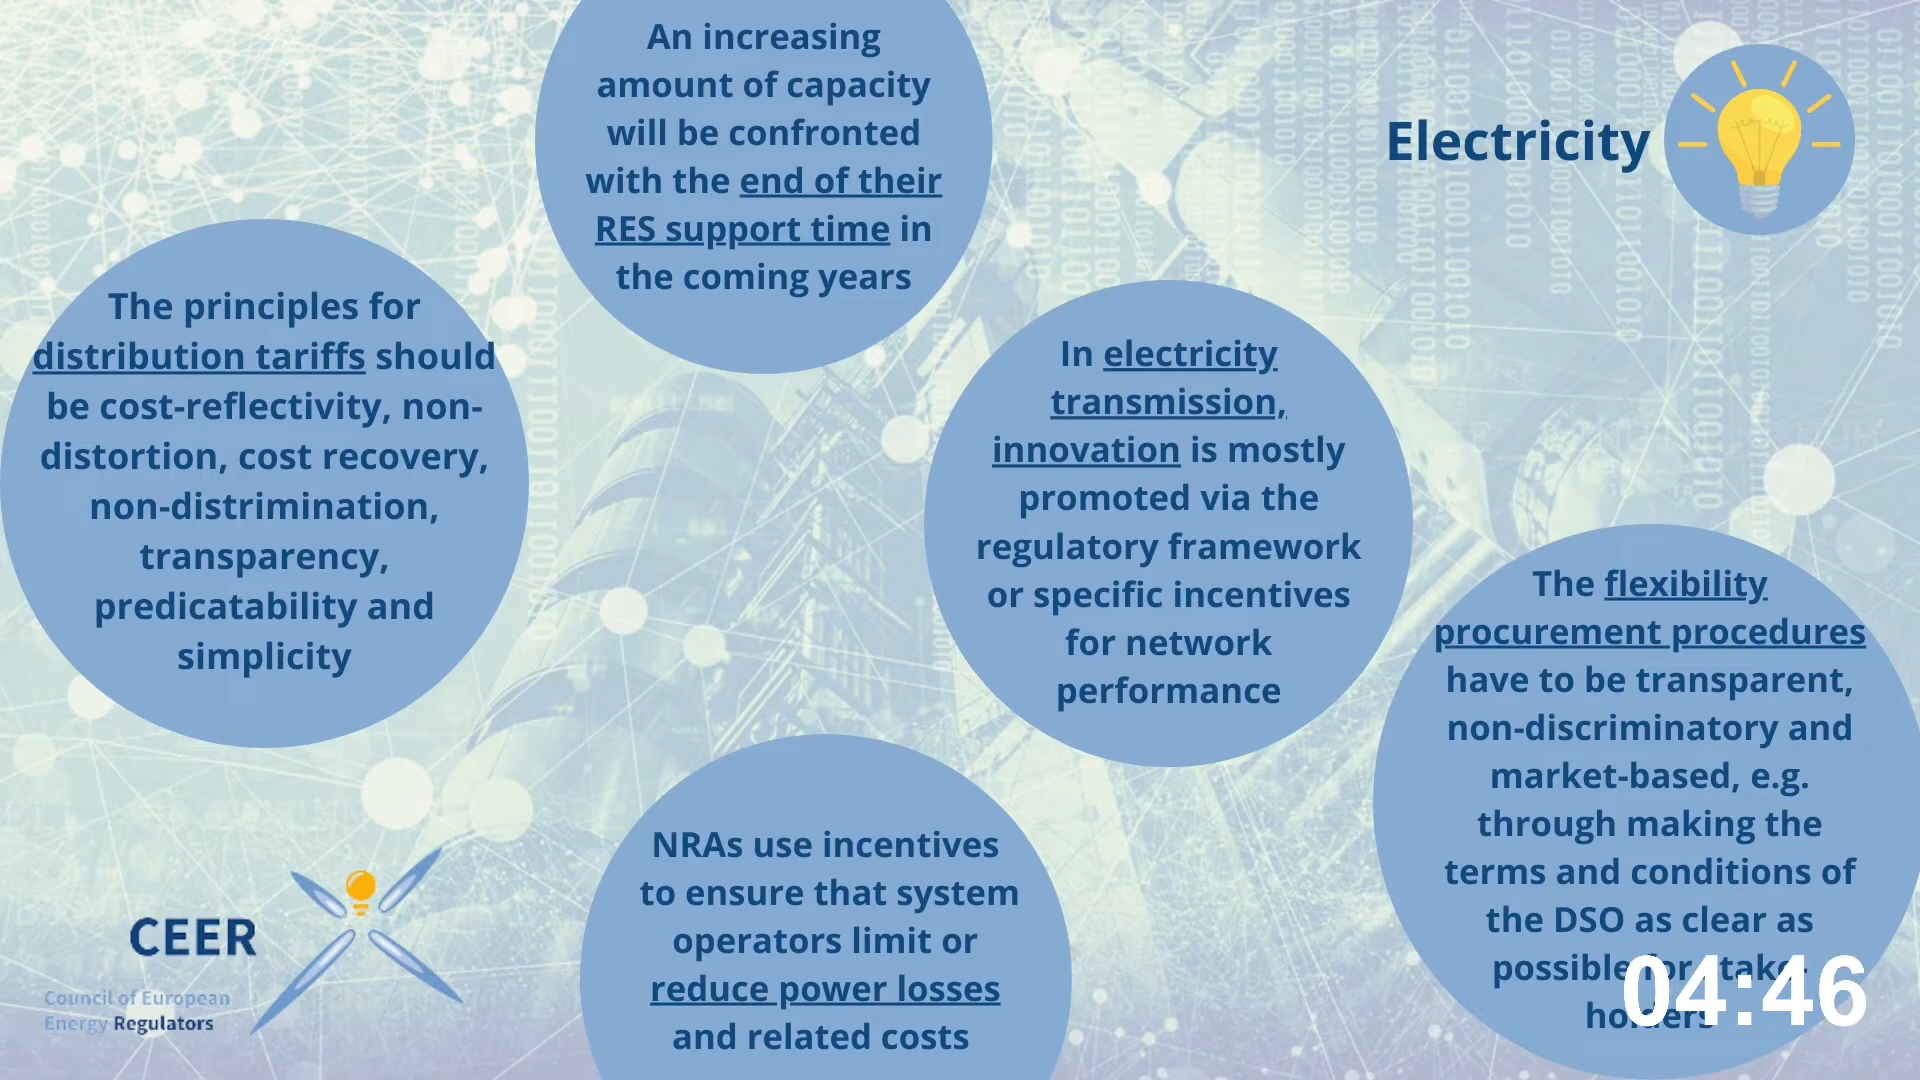 An increasing
amount of capacity
will be confronted
with the end of their
RES support time in
the coming years
Electricity
The principles for
distribution tariffs should
be cost-reflectivity, non-
distortion, cost recovery,
non-distrimination,
transparency,
predicatability and
simplicity
In electricity
transmission,
innovation is mostly
promoted via the
regulatory framework
or specific incentives
for network
performance
The flexibility
procurement procedures
have to be transparent,
non-discriminatory and
market-based, e.g.
through making the
terms and conditions of
the DSO as clear as
possible for stake-
holders
04:46
NRAs use incentives
to ensure that system
operators limit or
reduce power losses
and related costs
CEER
Council of European
Energy Regulators